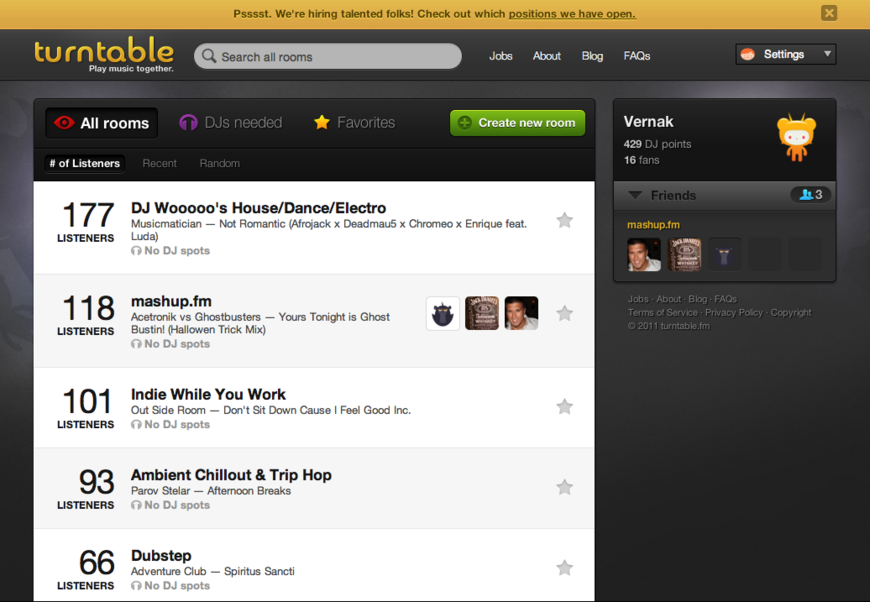 Psssst. We're hiring talented folks! Check out which positions we have open.
turntable
Play music together.
Search all rooms
Jobs
About
Blog
FAQs
Settings
All rooms
DJs needed
Favorites
Create new room
# of Listeners
Recent
Random
177
LISTENERS
DJ Wooooo's House/Dance/Electro
Musicmatician — Not Romantic (Afrojack x Deadmau5 x Chromeo x Enrique feat.
Luda)
No DJ spots
118
LISTENERS
mashup.fm
Acetronik vs Ghostbusters — Yours Tonight is Ghost
Bustin! (Hallowen Trick Mix)
No DJ spots
101
LISTENERS
Indie While You Work
Out Side Room — Don't Sit Down Cause I Feel Good Inc.
No DJ spots
93
LISTENERS
Ambient Chillout & Trip Hop
Parov Stelar — Afternoon Breaks
No DJ spots
66
LISTENERS
Dubstep
Adventure Club — Spiritus Sancti
No DJ spots
Vernak
429 DJ points
16 fans
Friends
3
mashup.fm
Jobs · About · Blog · FAQs
Terms of Service · Privacy Policy · Copyright
© 2011 turntable.fm